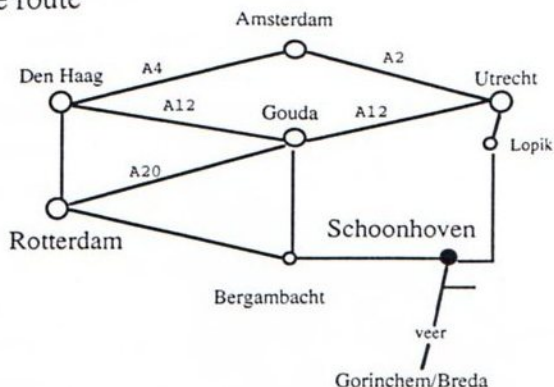 e route
Amsterdam
Den Haag
A4
A2
Utrecht
A12
Gouda
A12
Lopik
A20
Schoonhoven
Rotterdam
Bergambacht
veer
Gorinchem/Breda